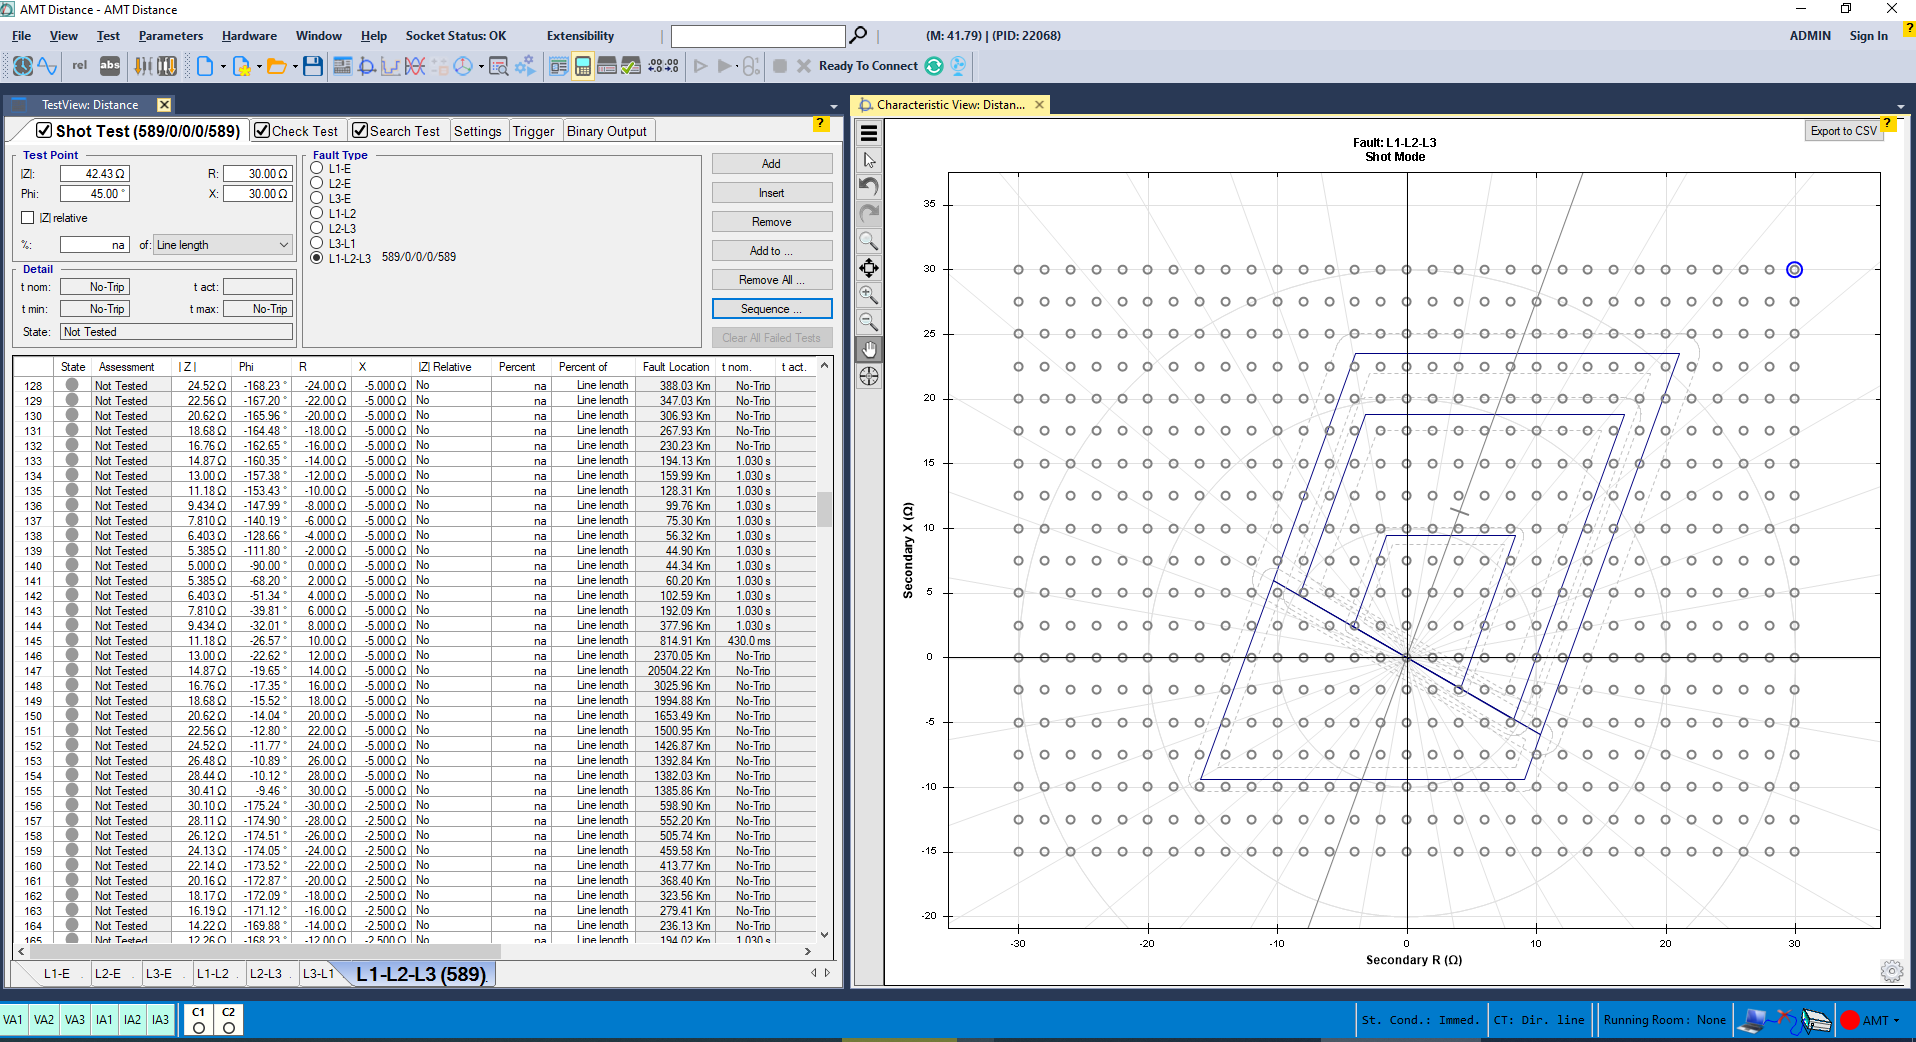 AMT Distance - AMT Distance
File View Test Parameters Hardware Window Help Socket Status: OK Extensibility (M: 41.79) | (PID: 22068) ADMIN Sign In ?
rel abs Ready To Connect
TestView: Distance
Shot Test (589/0/0/0/589) Check Test Search Test Settings Trigger Binary Output ?
Test Point
|Z|: 42.43 Ω R: 30.00 Ω
Phi: 45.00 ° X: 30.00 Ω
|Z| relative
%: na of: Line length
Detail
t nom: No-Trip t act:
t min: No-Trip t max: No-Trip
State: Not Tested
Fault Type
L1-E
L2-E
L3-E
L1-L2
L2-L3
L3-L1
L1-L2-L3 589/0/0/0/589
Add
Insert
Remove
Add to ...
Remove All ...
Sequence ...
Clear All Failed Tests
State Assessment | Z | Phi R X |Z| Relative Percent Percent of Fault Location t nom. t act.
128 Not Tested 24.52 Ω -168.23 ° -24.00 Ω -5.000 Ω No na Line length 388.03 Km No-Trip
129 Not Tested 22.56 Ω -167.20 ° -22.00 Ω -5.000 Ω No na Line length 347.03 Km No-Trip
130 Not Tested 20.62 Ω -165.96 ° -20.00 Ω -5.000 Ω No na Line length 306.93 Km No-Trip
131 Not Tested 18.68 Ω -164.48 ° -18.00 Ω -5.000 Ω No na Line length 267.93 Km No-Trip
132 Not Tested 16.76 Ω -162.65 ° -16.00 Ω -5.000 Ω No na Line length 230.23 Km No-Trip
133 Not Tested 14.87 Ω -160.35 ° -14.00 Ω -5.000 Ω No na Line length 194.13 Km 1.030 s
134 Not Tested 13.00 Ω -157.38 ° -12.00 Ω -5.000 Ω No na Line length 159.99 Km 1.030 s
135 Not Tested 11.18 Ω -153.43 ° -10.00 Ω -5.000 Ω No na Line length 128.31 Km 1.030 s
136 Not Tested 9.434 Ω -147.99 ° -8.000 Ω -5.000 Ω No na Line length 99.76 Km 1.030 s
137 Not Tested 7.810 Ω -140.19 ° -6.000 Ω -5.000 Ω No na Line length 75.30 Km 1.030 s
138 Not Tested 6.403 Ω -128.66 ° -4.000 Ω -5.000 Ω No na Line length 56.32 Km 1.030 s
139 Not Tested 5.385 Ω -111.80 ° -2.000 Ω -5.000 Ω No na Line length 44.90 Km 1.030 s
140 Not Tested 5.000 Ω -90.00 ° 0.000 Ω -5.000 Ω No na Line length 44.34 Km 1.030 s
141 Not Tested 5.385 Ω -68.20 ° 2.000 Ω -5.000 Ω No na Line length 60.20 Km 1.030 s
142 Not Tested 6.403 Ω -51.34 ° 4.000 Ω -5.000 Ω No na Line length 102.59 Km 1.030 s
143 Not Tested 7.810 Ω -39.81 ° 6.000 Ω -5.000 Ω No na Line length 192.09 Km 1.030 s
144 Not Tested 9.434 Ω -32.01 ° 8.000 Ω -5.000 Ω No na Line length 377.96 Km 1.030 s
145 Not Tested 11.18 Ω -26.57 ° 10.00 Ω -5.000 Ω No na Line length 814.91 Km 430.0 ms
146 Not Tested 13.00 Ω -22.62 ° 12.00 Ω -5.000 Ω No na Line length 2370.05 Km No-Trip
147 Not Tested 14.87 Ω -19.65 ° 14.00 Ω -5.000 Ω No na Line length 20504.22 Km No-Trip
148 Not Tested 16.76 Ω -17.35 ° 16.00 Ω -5.000 Ω No na Line length 3025.96 Km No-Trip
149 Not Tested 18.68 Ω -15.52 ° 18.00 Ω -5.000 Ω No na Line length 1994.88 Km No-Trip
150 Not Tested 20.62 Ω -14.04 ° 20.00 Ω -5.000 Ω No na Line length 1653.49 Km No-Trip
151 Not Tested 22.56 Ω -12.80 ° 22.00 Ω -5.000 Ω No na Line length 1500.95 Km No-Trip
152 Not Tested 24.52 Ω -11.77 ° 24.00 Ω -5.000 Ω No na Line length 1426.87 Km No-Trip
153 Not Tested 26.48 Ω -10.89 ° 26.00 Ω -5.000 Ω No na Line length 1392.84 Km No-Trip
154 Not Tested 28.44 Ω -10.12 ° 28.00 Ω -5.000 Ω No na Line length 1382.03 Km No-Trip
155 Not Tested 30.41 Ω -9.46 ° 30.00 Ω -5.000 Ω No na Line length 1385.86 Km No-Trip
156 Not Tested 30.10 Ω -175.24 ° -30.00 Ω -2.500 Ω No na Line length 598.90 Km No-Trip
157 Not Tested 28.11 Ω -174.90 ° -28.00 Ω -2.500 Ω No na Line length 552.20 Km No-Trip
158 Not Tested 26.12 Ω -174.51 ° -26.00 Ω -2.500 Ω No na Line length 505.74 Km No-Trip
159 Not Tested 24.13 Ω -174.05 ° -24.00 Ω -2.500 Ω No na Line length 459.58 Km No-Trip
160 Not Tested 22.14 Ω -173.52 ° -22.00 Ω -2.500 Ω No na Line length 413.77 Km No-Trip
161 Not Tested 20.16 Ω -172.87 ° -20.00 Ω -2.500 Ω No na Line length 368.40 Km No-Trip
162 Not Tested 18.17 Ω -172.09 ° -18.00 Ω -2.500 Ω No na Line length 323.56 Km No-Trip
163 Not Tested 16.19 Ω -171.12 ° -16.00 Ω -2.500 Ω No na Line length 279.41 Km No-Trip
164 Not Tested 14.22 Ω -169.88 ° -14.00 Ω -2.500 Ω No na Line length 236.13 Km No-Trip
165 Not Tested 12.26 Ω -168.23 ° -12.00 Ω -2.500 Ω No na Line length 194.02 Km 1.030 s
L1-E L2-E L3-E L1-L2 L2-L3 L3-L1 L1-L2-L3 (589)
Characteristic View: Distan...
Export to CSV ?
Fault: L1-L2-L3
Shot Mode
35
30
25
20
15
10
5
0
-5
-10
-15
-20
Secondary X (Ω)
-30 -20 -10 0 10 20 30
Secondary R (Ω)
VA1 VA2 VA3 IA1 IA2 IA3 C1 C2 St. Cond.: Immed. CT: Dir. line Running Room: None AMT